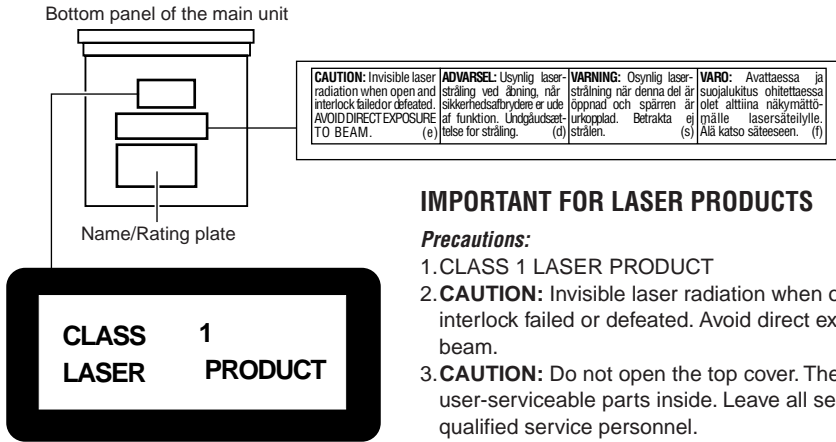 Bottom panel of the main unit
CAUTION: Invisible laser
radiation when open and
interlock failedor defeated.
AVOID DIRECT EXPOSURE
TO BEAM. (e)
ADVARSEL: Usynlig laser-
stråling ved åbning, når
sikkerhedsafbrydere er ude
af funktion. Undgåudsæt-
telse for stråling. (d)
VARNING: Osynlig laser-
strålning när denna del är
öppnad och spärren är
urkopplad. Betrakta ej
strålen. (s)
VARO: Avattaessa ja
suojalukitus ohitettaessa
olet alttiina näkymättö-
mälle lasersäteilylle.
Älä katso säteeseen. (f)
Name/Rating plate
CLASS 1
LASER PRODUCT
IMPORTANT FOR LASER PRODUCTS
Precautions:
1.CLASS 1 LASER PRODUCT
2.CAUTION: Invisible laser radiation when
interlock failed or defeated. Avoid direct
beam.
3.CAUTION: Do not open the top cover.
user-serviceable parts inside. Leave all
qualified service personnel.